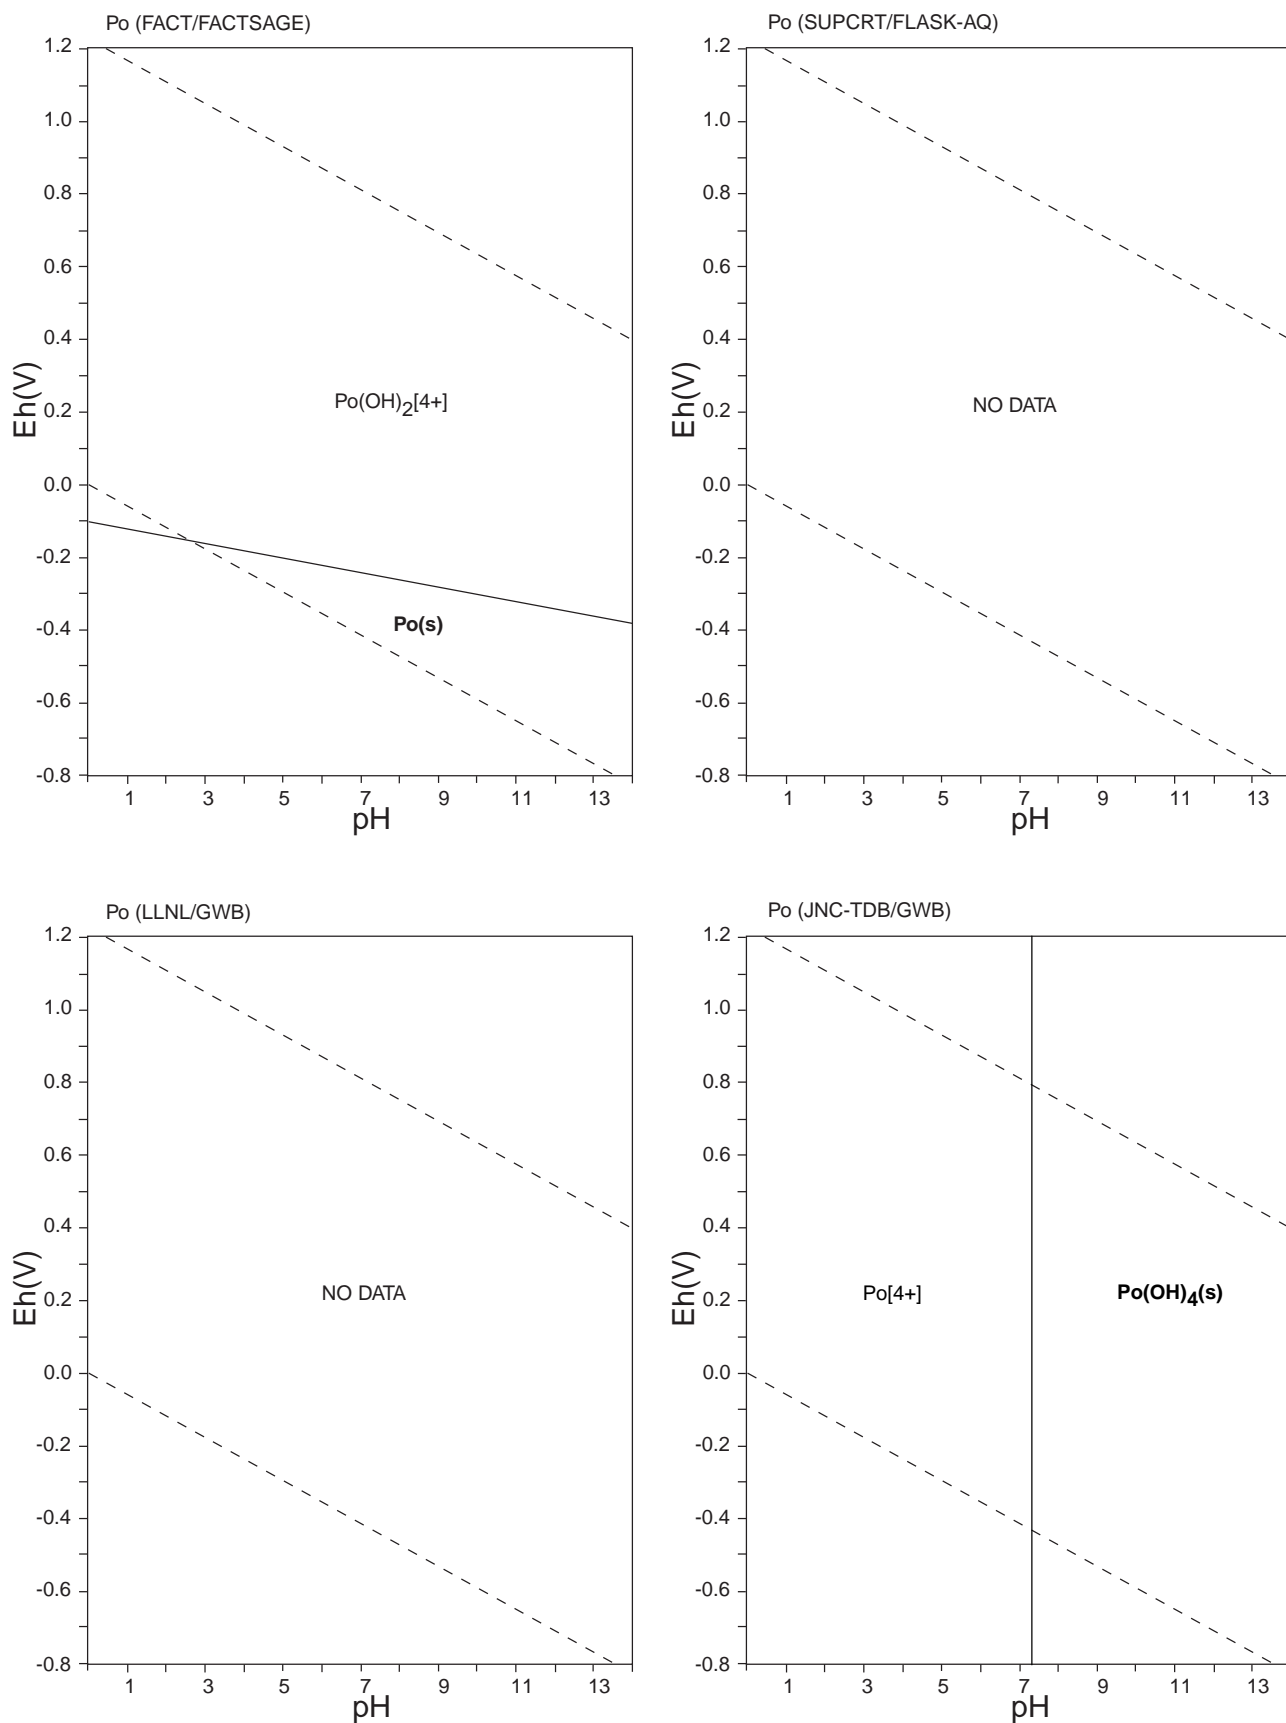 Po (FACT/FACTSAGE)
1.2
1.0
0.8
0.6
0.4
0.2
0.0
-0.2
-0.4
-0.6
-0.8
Eh(V)
Po(OH)2[4+]
Po(s)
1 3 5 7 9 11 13
pH
Po (SUPCRT/FLASK-AQ)
1.2
1.0
0.8
0.6
0.4
0.2
0.0
-0.2
-0.4
-0.6
-0.8
Eh(V)
NO DATA
1 3 5 7 9 11 13
pH
Po (LLNL/GWB)
1.2
1.0
0.8
0.6
0.4
0.2
0.0
-0.2
-0.4
-0.6
-0.8
Eh(V)
NO DATA
1 3 5 7 9 11 13
pH
Po (JNC-TDB/GWB)
1.2
1.0
0.8
0.6
0.4
0.2
0.0
-0.2
-0.4
-0.6
-0.8
Eh(V)
Po[4+]
Po(OH)4(s)
1 3 5 7 9 11 13
pH